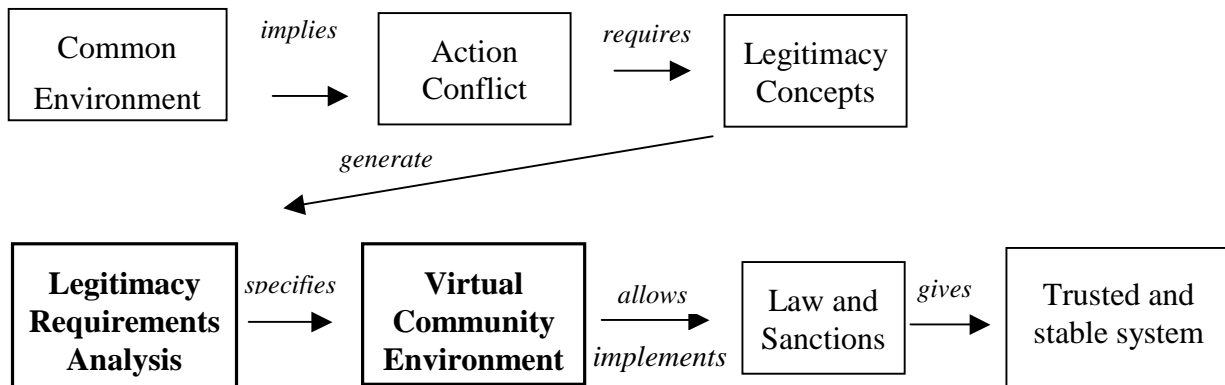 implies
requires
Common
Environment
Action
Conflict
Legitimacy
Concepts
generate
Legitimacy
Requirements
Analysis
specifies
Virtual
Community
Environment
allows
implements
Law and
Sanctions
gives
Trusted and
stable system